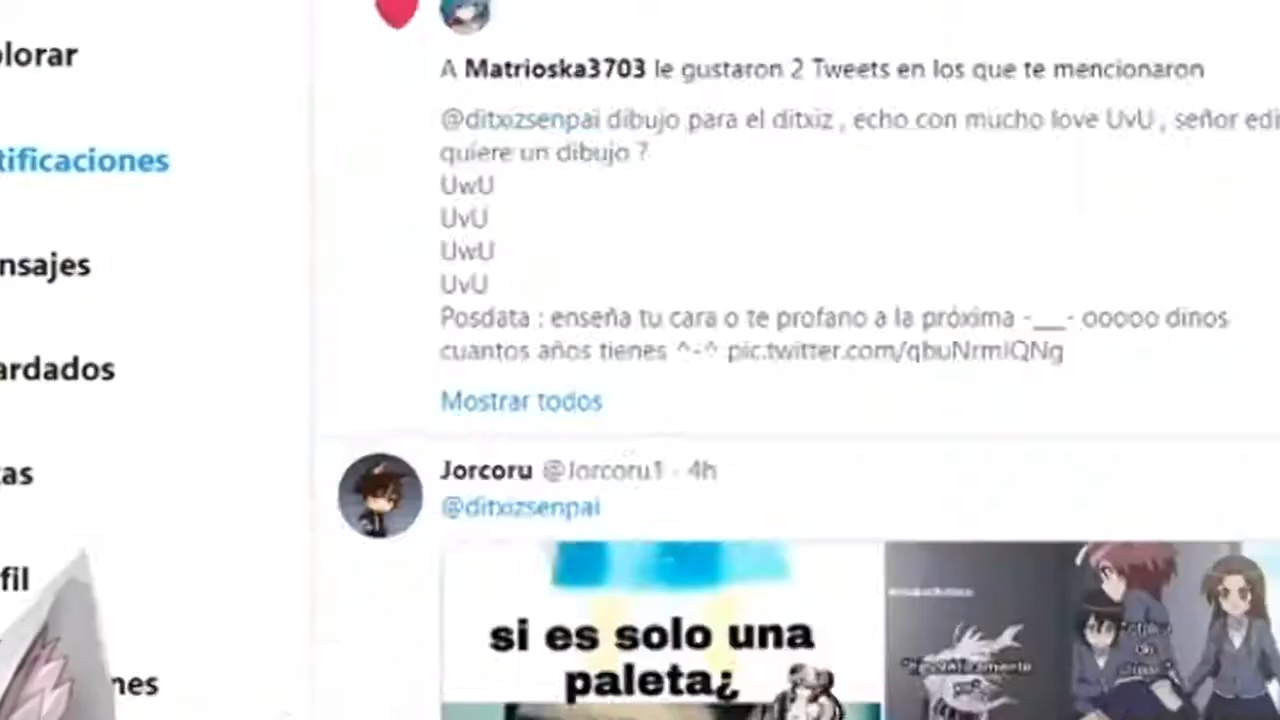 lorar
tificaciones
nsajes
ardados
as
fil
nes
A Matrioska3703 le gustaron 2 Tweets en los que te mencionaron
@ditxizsenpai dibujo para el ditxiz , echo con mucho love UvU , señor edi
quiere un dibujo ?
UwU
UvU
UwU
UvU
Posdata : enseña tu cara o te profano a la próxima -___- ooooo dinos
cuantos años tienes ^-^ pic.twitter.com/
Mostrar todos
Jorcoru @Jorcoru1 · 4h
@ditxizsenpai
si es solo una
paleta¿